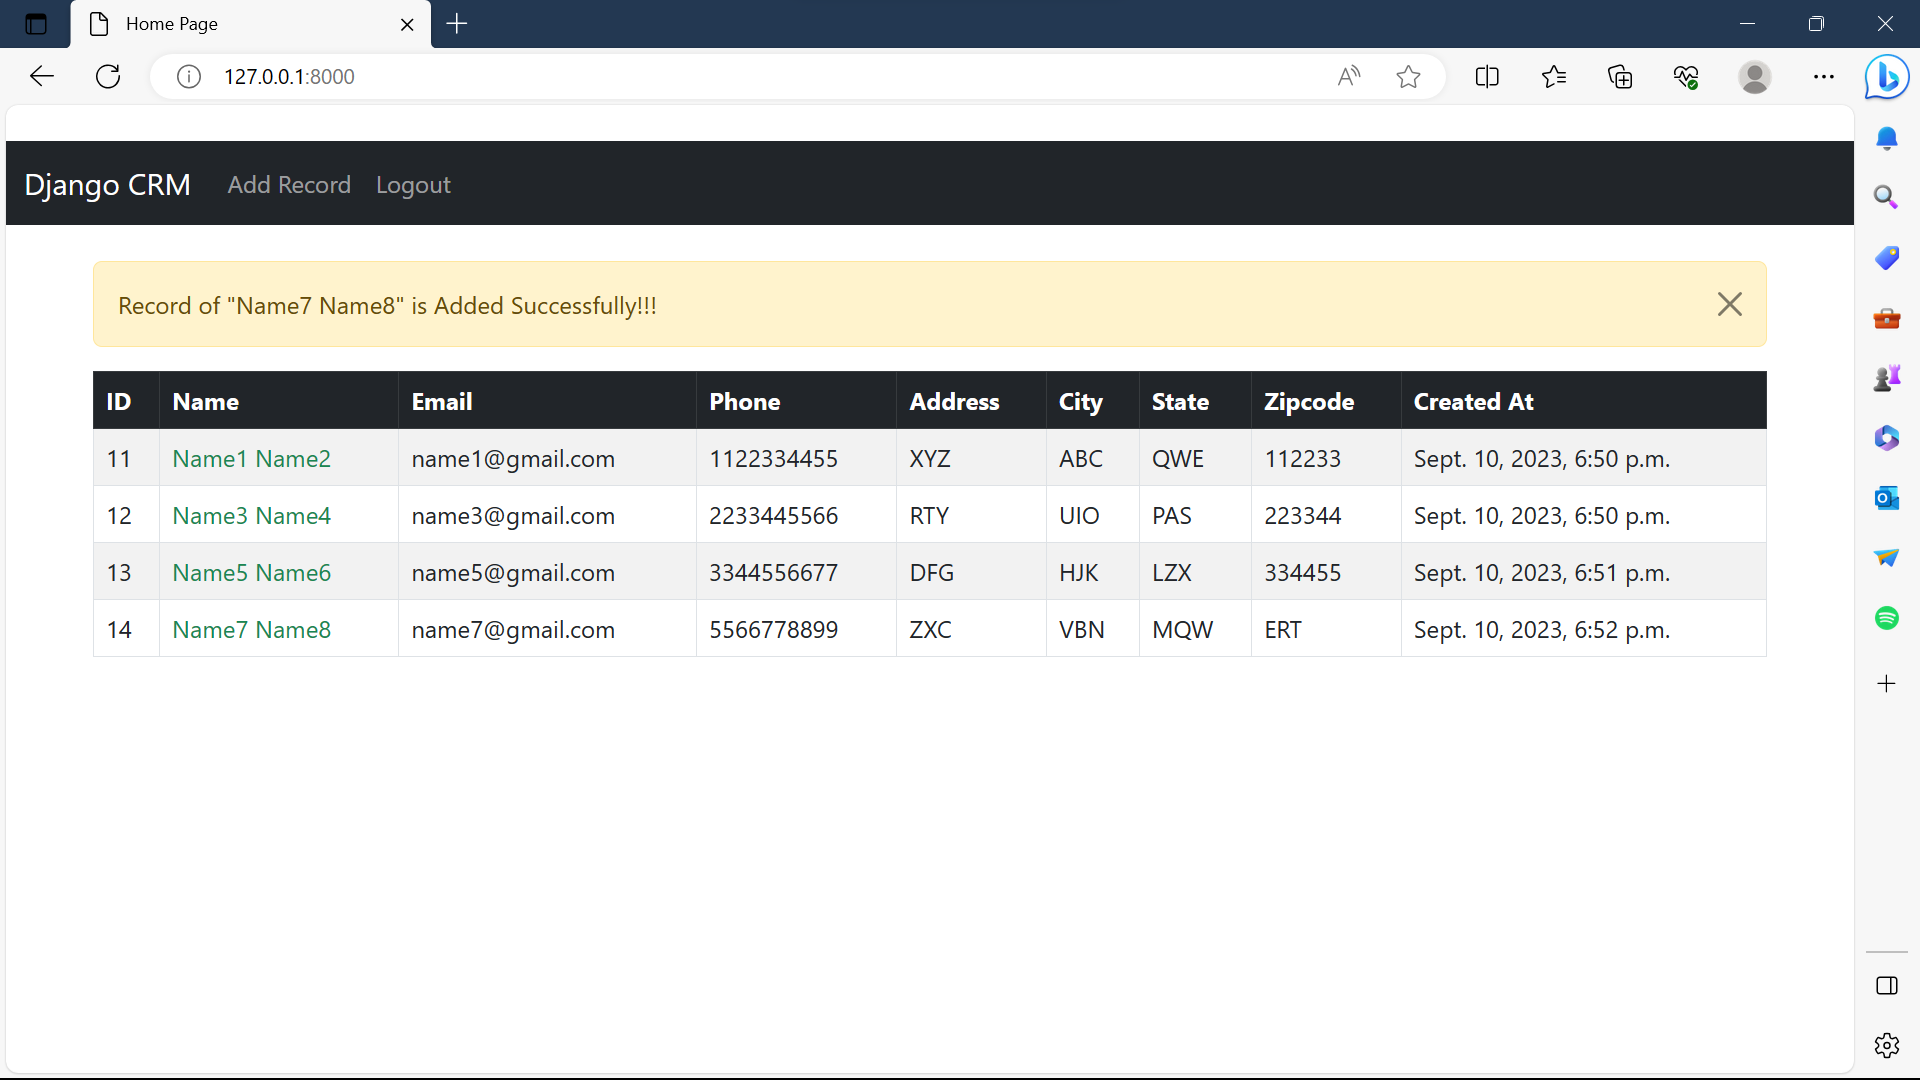 Home Page
127.0.0.1:8000
Django CRM Add Record Logout
Record of "Name7 Name8" is Added Successfully!!!
ID Name Email Phone Address City State Zipcode Created At
11 Name1 Name2 name1@gmail.com 1122334455 XYZ ABC QWE 112233 Sept. 10, 2023, 6:50 p.m.
12 Name3 Name4 name3@gmail.com 2233445566 RTY UIO PAS 223344 Sept. 10, 2023, 6:50 p.m.
13 Name5 Name6 name5@gmail.com 3344556677 DFG HJK LZX 334455 Sept. 10, 2023, 6:51 p.m.
14 Name7 Name8 name7@gmail.com 5566778899 ZXC VBN MQW ERT Sept. 10, 2023, 6:52 p.m.